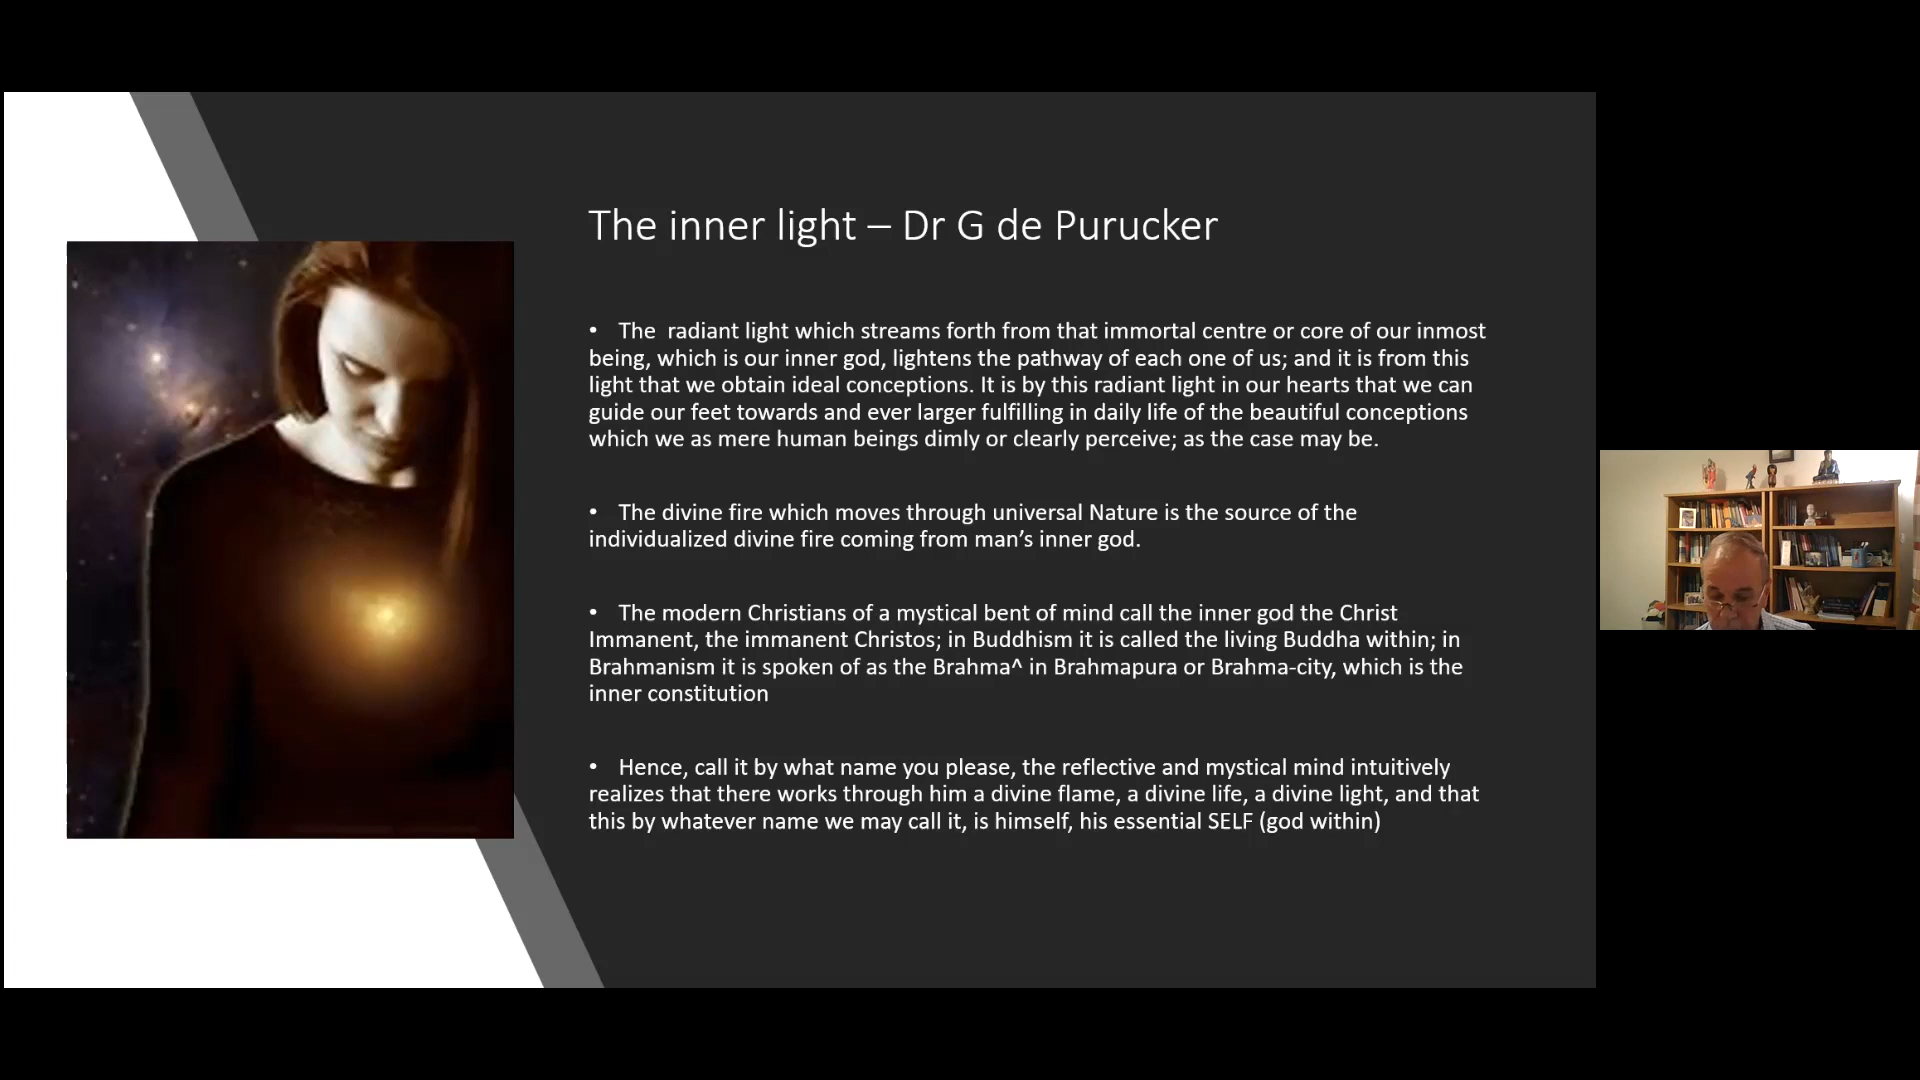 The inner light – Dr G de Purucker
• The  radiant light which streams forth from that immortal centre or core of our inmost
being, which is our inner god, lightens the pathway of each one of us; and it is from this
light that we obtain ideal conceptions. It is by this radiant light in our hearts that we can
guide our feet towards and ever larger fulfilling in daily life of the beautiful conceptions
which we as mere human beings dimly or clearly perceive; as the case may be.
• The divine fire which moves through universal Nature is the source of the
individualized divine fire coming from man’s inner god.
• The modern Christians of a mystical bent of mind call the inner god the Christ
Immanent, the immanent Christos; in Buddhism it is called the living Buddha within; in
Brahmanism it is spoken of as the Brahma^ in Brahmapura or Brahma-city, which is the
inner constitution
• Hence, call it by what name you please, the reflective and mystical mind intuitively
realizes that there works through him a divine flame, a divine life, a divine light, and that
this by whatever name we may call it, is himself, his essential SELF (god within)